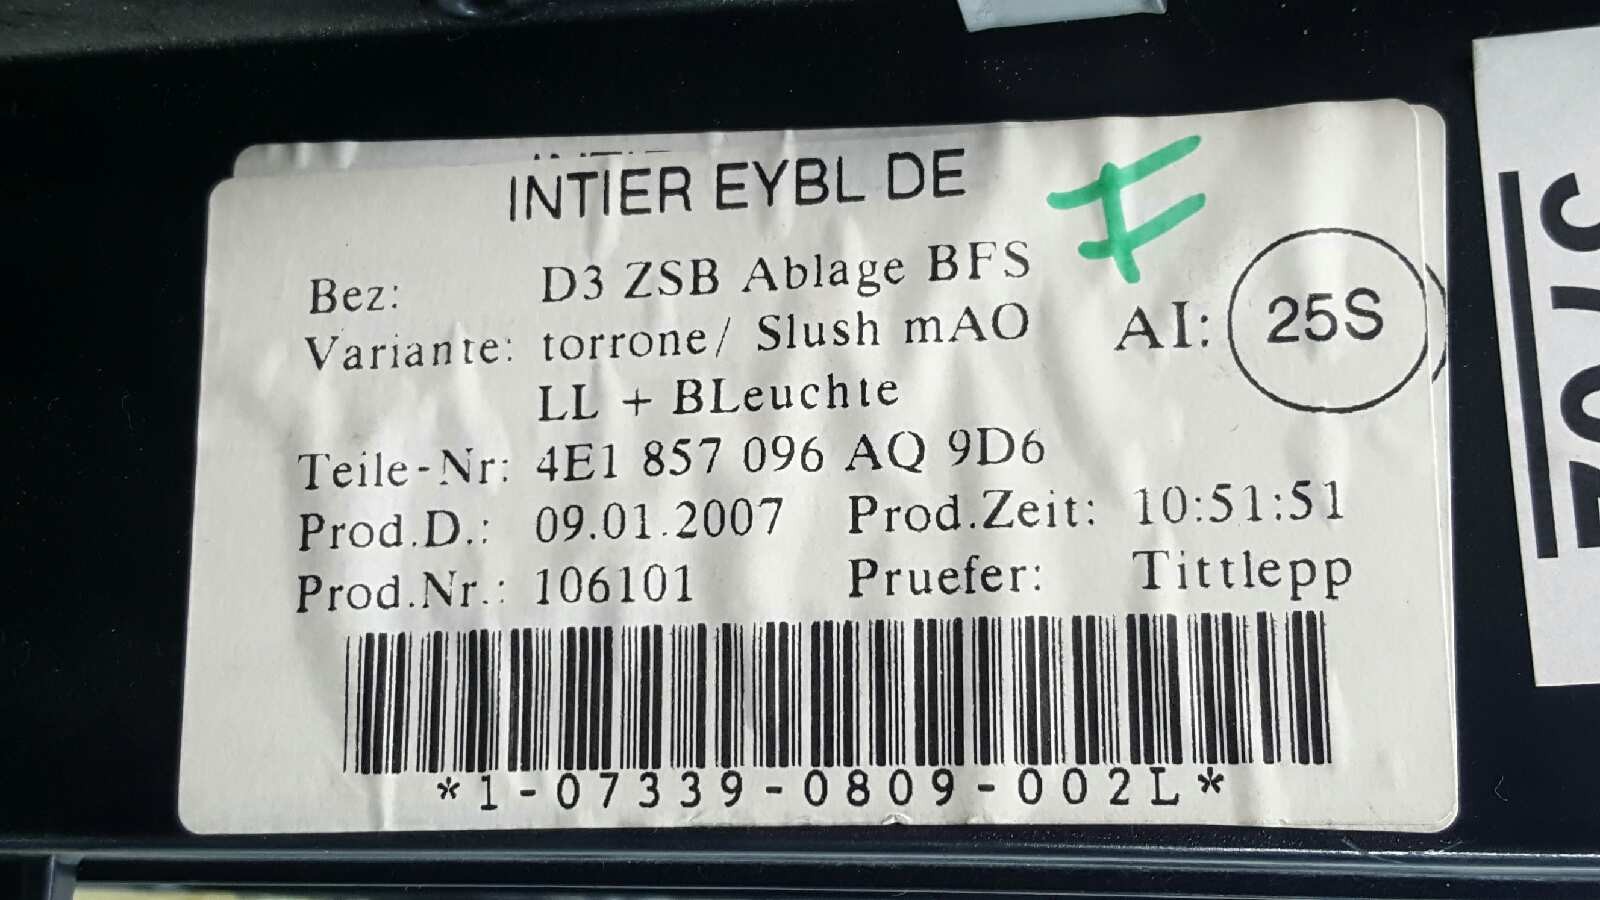 INTIER EYBL DE
F
Bez: D3 ZSB Ablage BFS
Variante: torrone/ Slush mAO
AI: 25S
LL + BLeuchte
Teile-Nr: 4E1 857 096 AQ 9D6
Prod.D.: 09.01.2007 Prod.Zeit: 10:51:51
Prod.Nr.: 106101 Pruefer: Tittlepp
*1-07339-0809-002L*